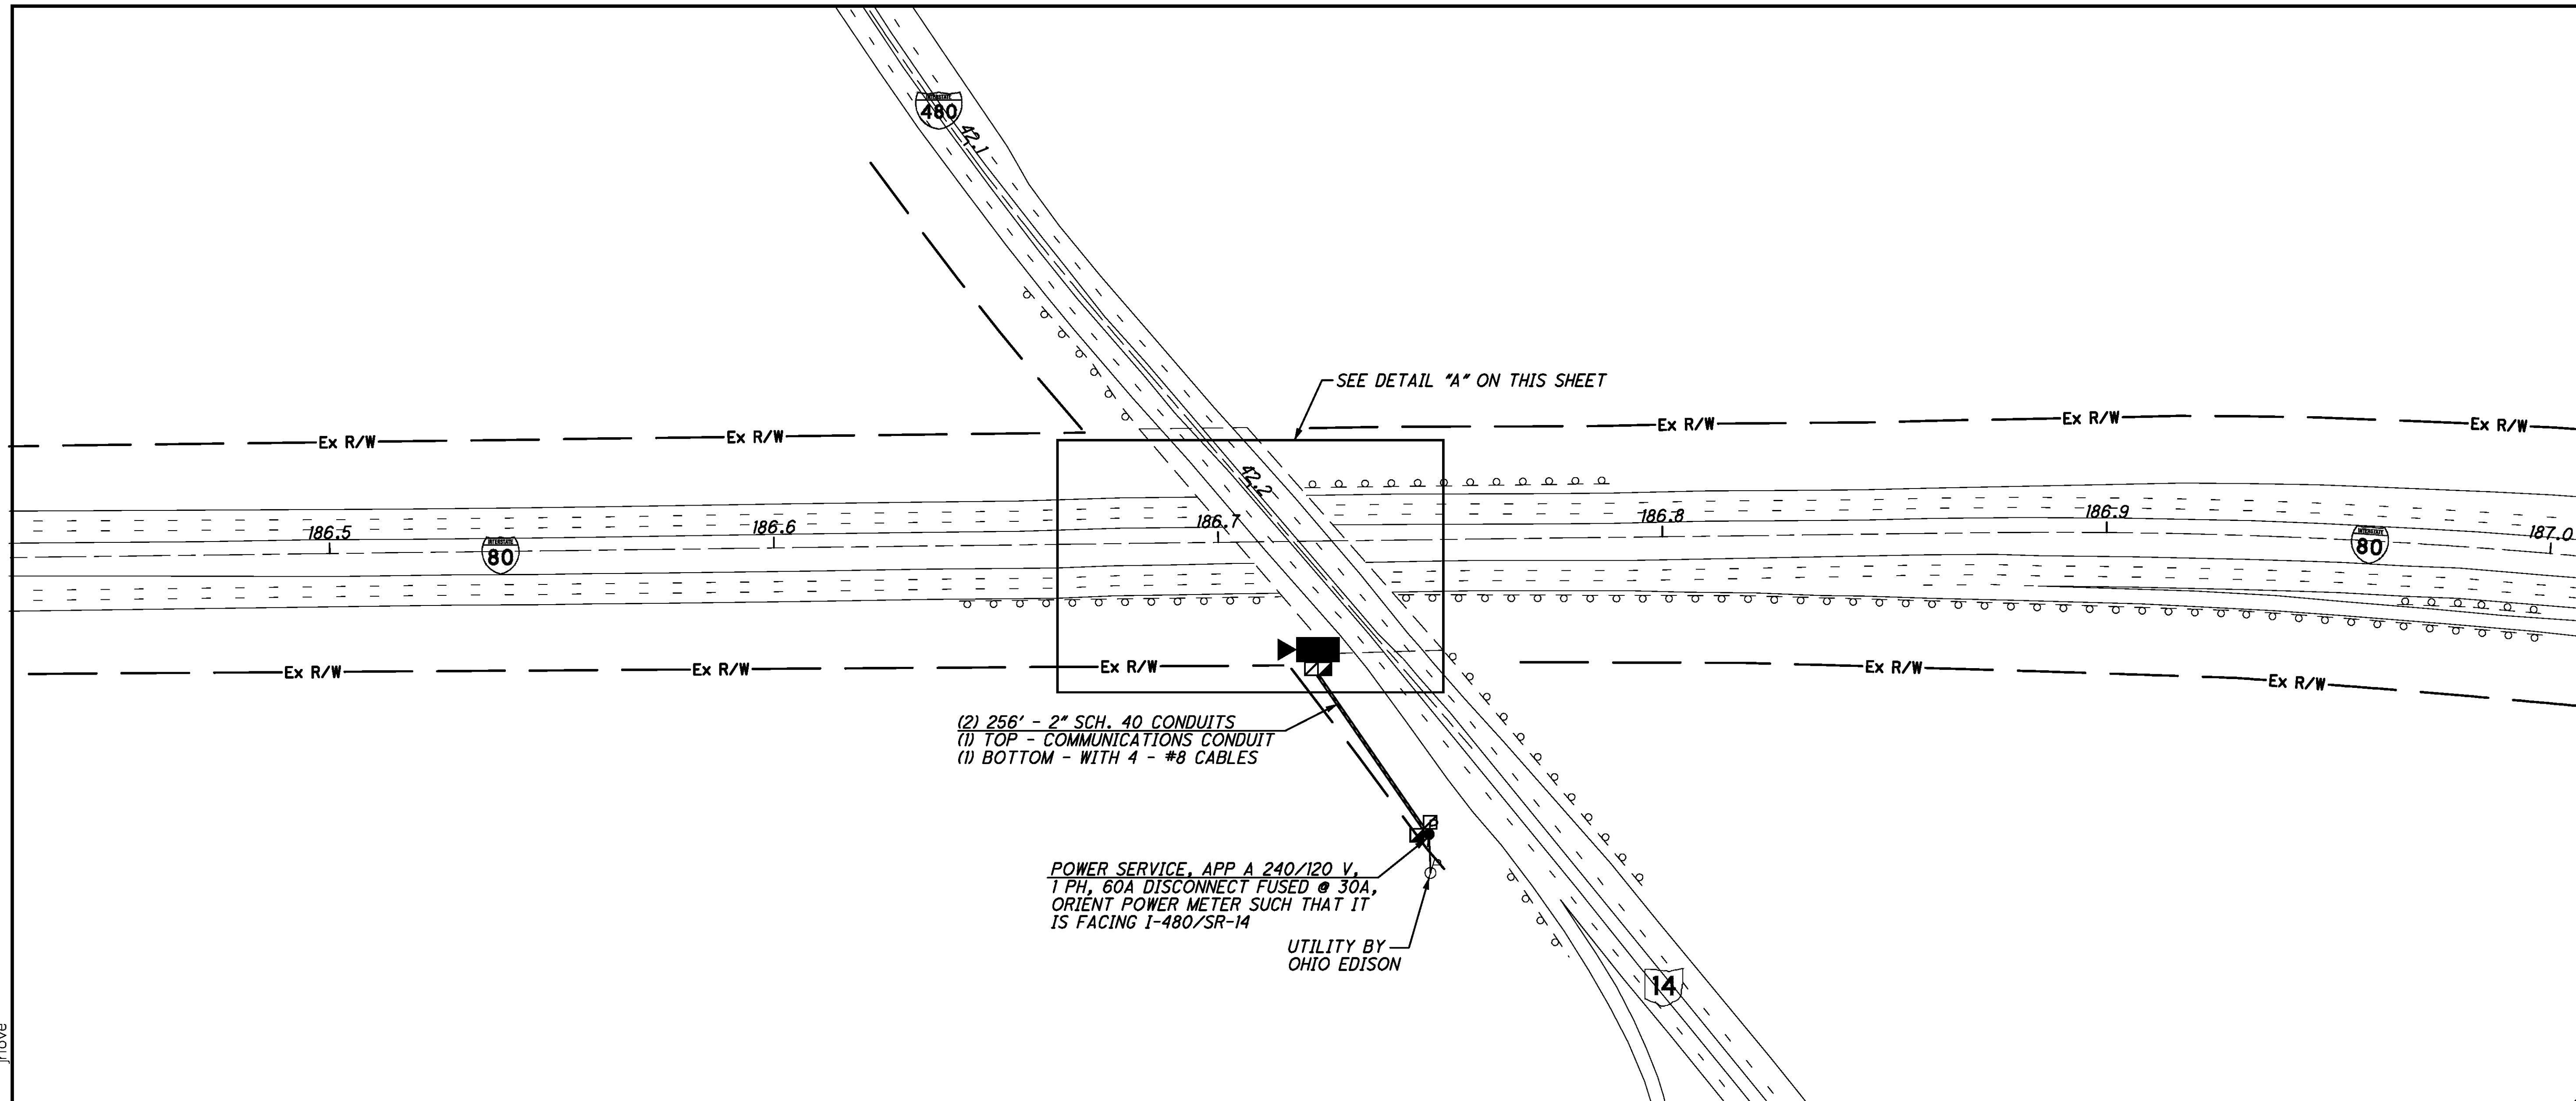 INTERSTATE
480
42.1
SEE DETAIL "A" ON THIS SHEET
Ex R/W
Ex R/W
Ex R/W
Ex R/W
Ex R/W
42.2
186.5
186.6
186.7
186.8
186.9
187.0
INTERSTATE
80
INTERSTATE
80
Ex R/W
Ex R/W
Ex R/W
Ex R/W
Ex R/W
(2) 256' - 2" SCH. 40 CONDUITS
(1) TOP - COMMUNICATIONS CONDUIT
(1) BOTTOM - WITH 4 - #8 CABLES
POWER SERVICE, APP A 240/120 V,
1 PH, 60A DISCONNECT FUSED @ 30A,
ORIENT POWER METER SUCH THAT IT
IS FACING I-480/SR-14
UTILITY BY
OHIO EDISON
14